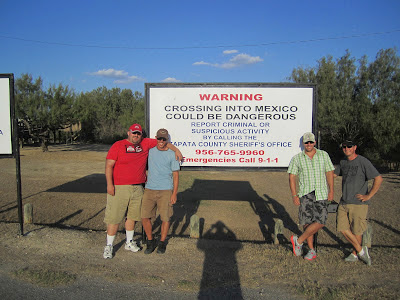 WARNING
CROSSING INTO MEXICO
COULD BE DANGEROUS
REPORT CRIMINAL OR
SUSPICIOUS ACTIVITY
BY CALLING THE
ZAPATA COUNTY SHERIFF'S OFFICE
956-765-9960
Emergencies Call 9-1-1